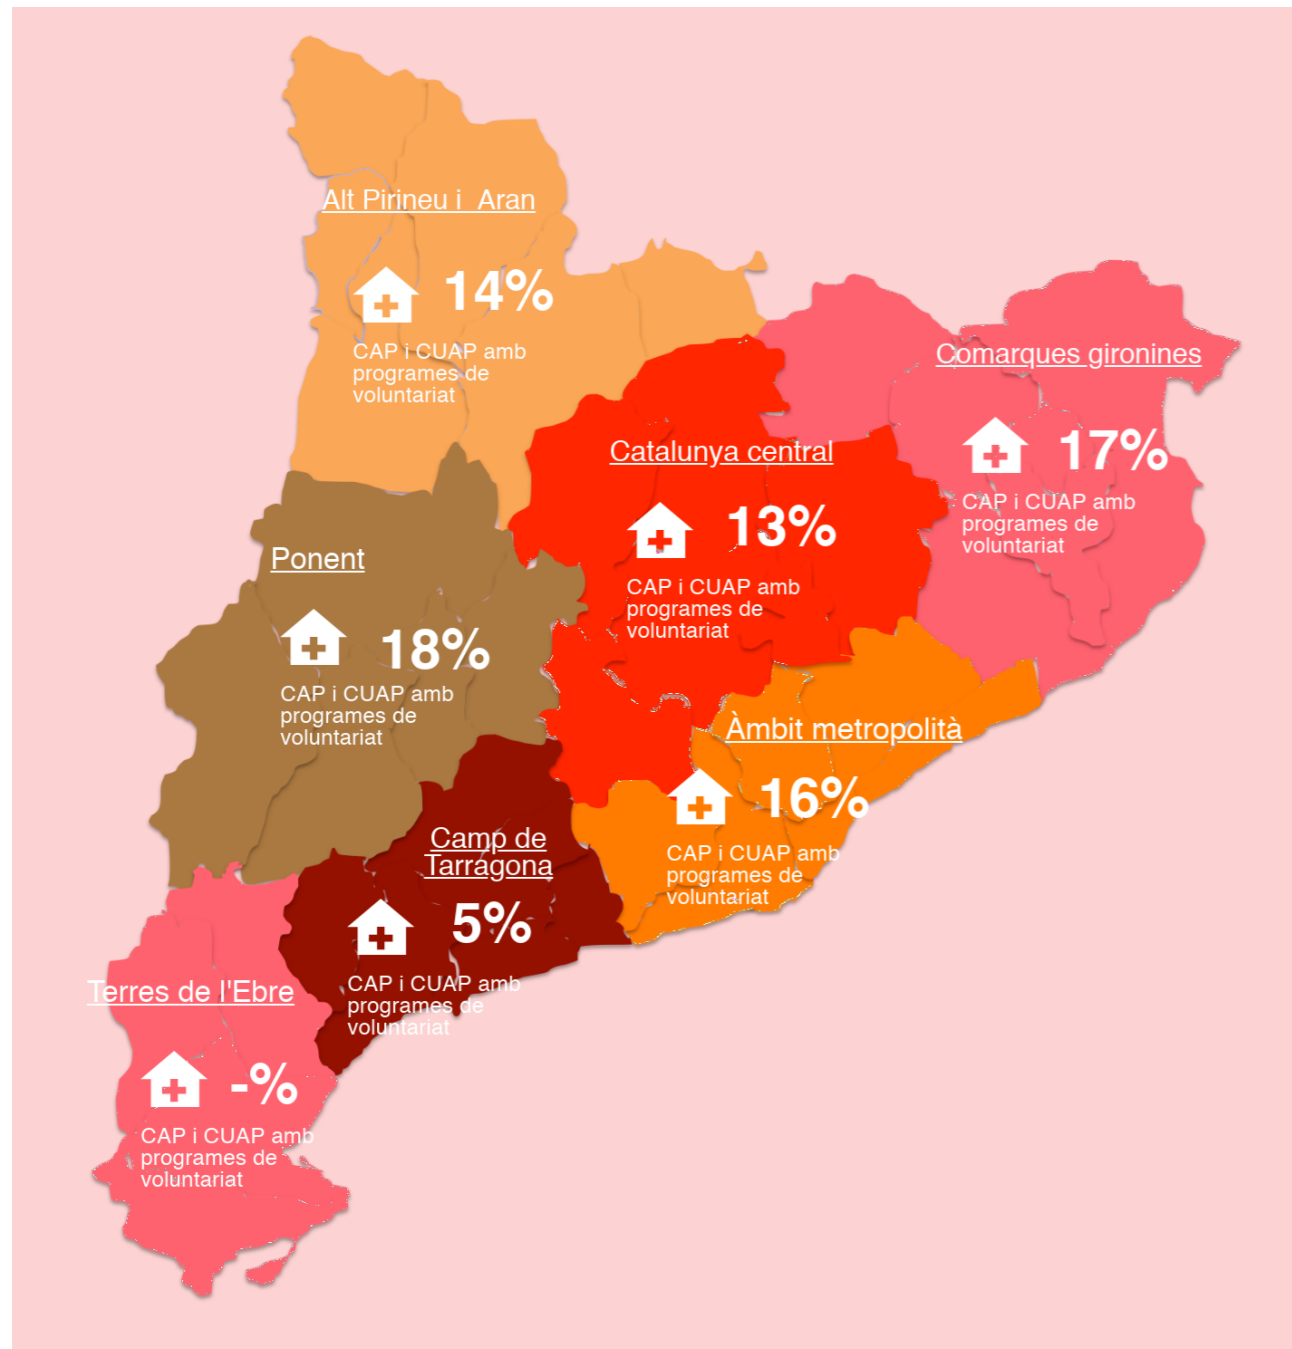 Alt Pirineu i  Aran
14%
CAP i CUAP amb
programes de
voluntariat
Comarques gironines
17%
CAP i CUAP amb
programes de
voluntariat
Catalunya central
13%
CAP i CUAP amb
programes de
voluntariat
Ponent
18%
CAP i CUAP amb
programes de
voluntariat
Àmbit metropolità
16%
CAP i CUAP amb
programes de
voluntariat
Camp de
Tarragona
5%
CAP i CUAP amb
programes de
voluntariat
Terres de l'Ebre
-%
CAP i CUAP amb
programes de
voluntariat